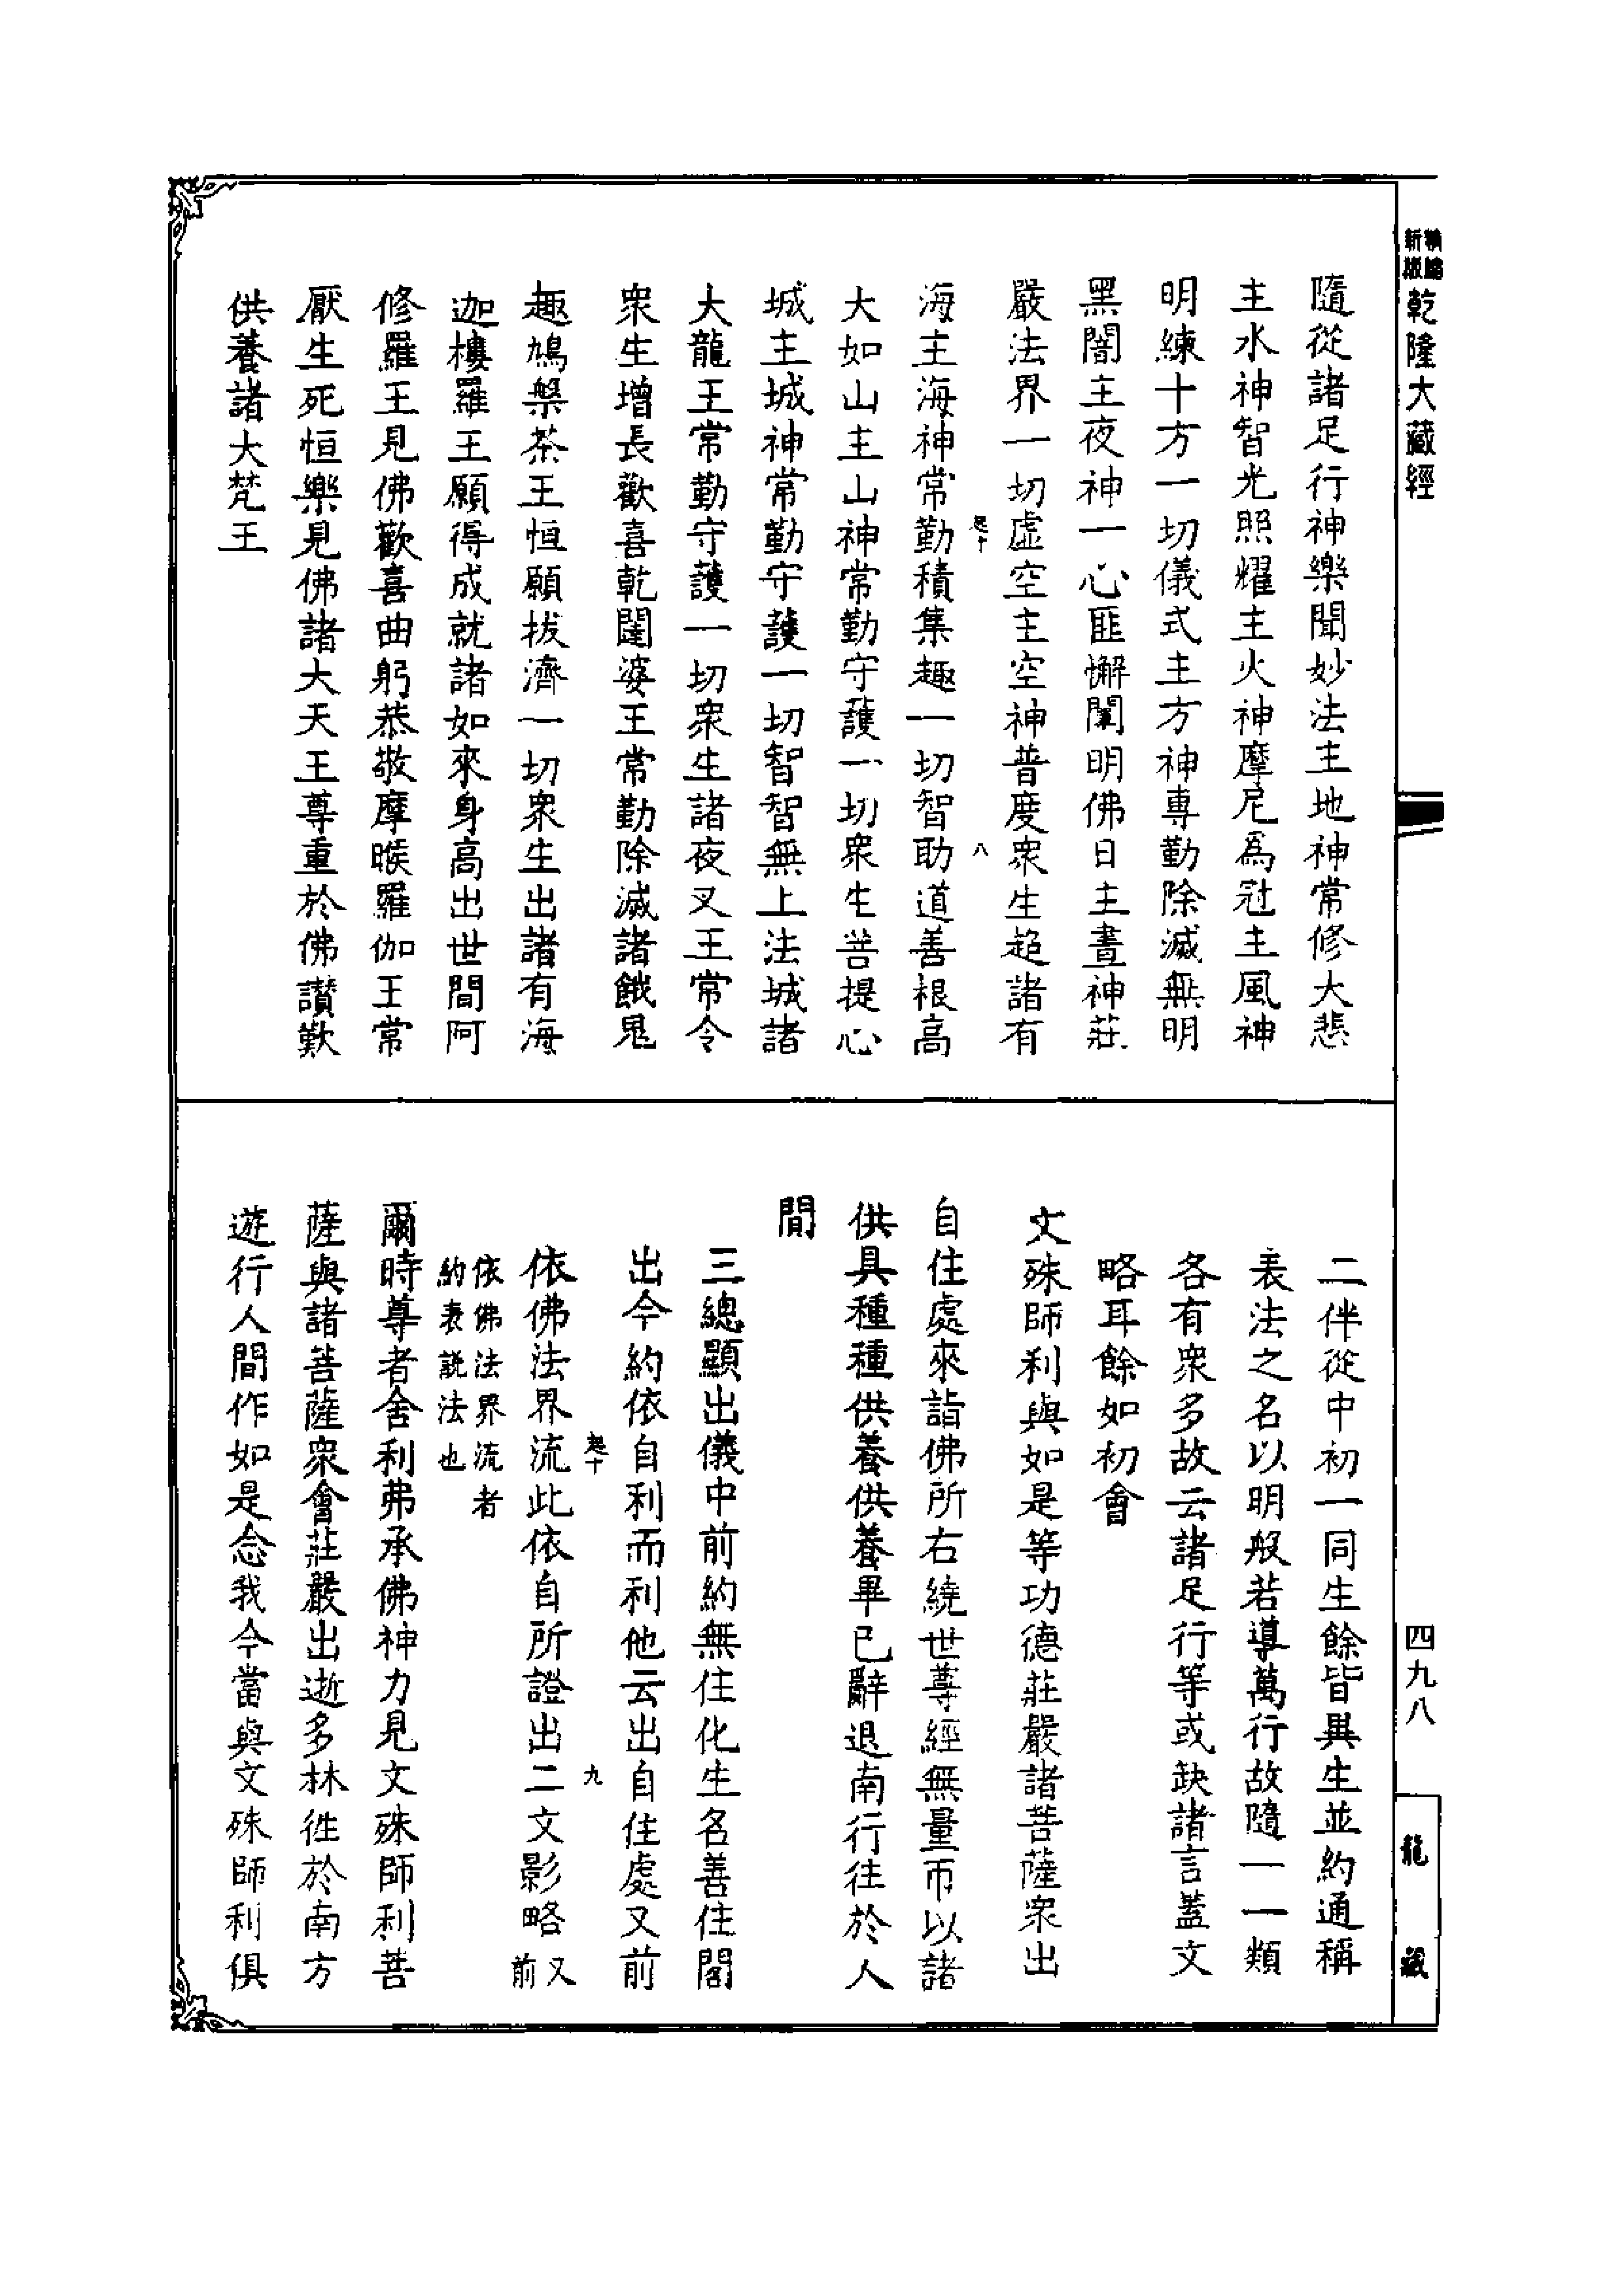 乾隆大藏經
四九八
龍藏
隨從諸足行神樂聞妙法主地神常修大悲
主水神智光照耀主火神摩尼爲冠主風神
明練十方一切儀式主方神專勤除滅無明
黑闇主夜神一心匪懈闡明佛日主晝神莊
嚴法界一切虛空主空神普度衆生超諸有
八
海主海神常勤積集趣一切智助道善根高
大如山主山神常勤守護一切衆生菩提心
城主城神常勤守護一切智智無上法城諸
大龍王常勤守護一切衆生諸夜叉王常令
衆生增長歡喜乾闥婆王常勤除滅諸餓鬼
趣鳩槃茶王恒願拔濟一切衆生出諸有海
迦樓羅王願得成就諸如來身高出世間阿
修羅王見佛歡喜曲躬恭敬摩睺羅伽王常
厭生死恒樂見佛諸大天王尊重於佛讃歎
供養諸大梵王
二伴從中初一同生餘皆異生並約通稱
表法之名以明般若導萬行故隨一一類
各有衆多故云諸足行等或缺諸言蓋文
略耳餘如初會
文殊師利與如是等功德莊嚴諸菩薩衆出
自住處來詣佛所右繞世尊經無量帀以諸
供具種種供養供養畢已辭退南行往於人
間
三總顯出儀中前約無住化生名善住閣
出今約依自利而利他云出自住處又前
九
依佛法界流此依自所證出二文影略又前
依佛法界流者
約表說法也
爾時尊者舍利弗承佛神力見文殊師利菩
薩與諸菩薩衆會莊嚴出逝多林徃於南方
遊行人間作如是念我今當與文殊師利俱